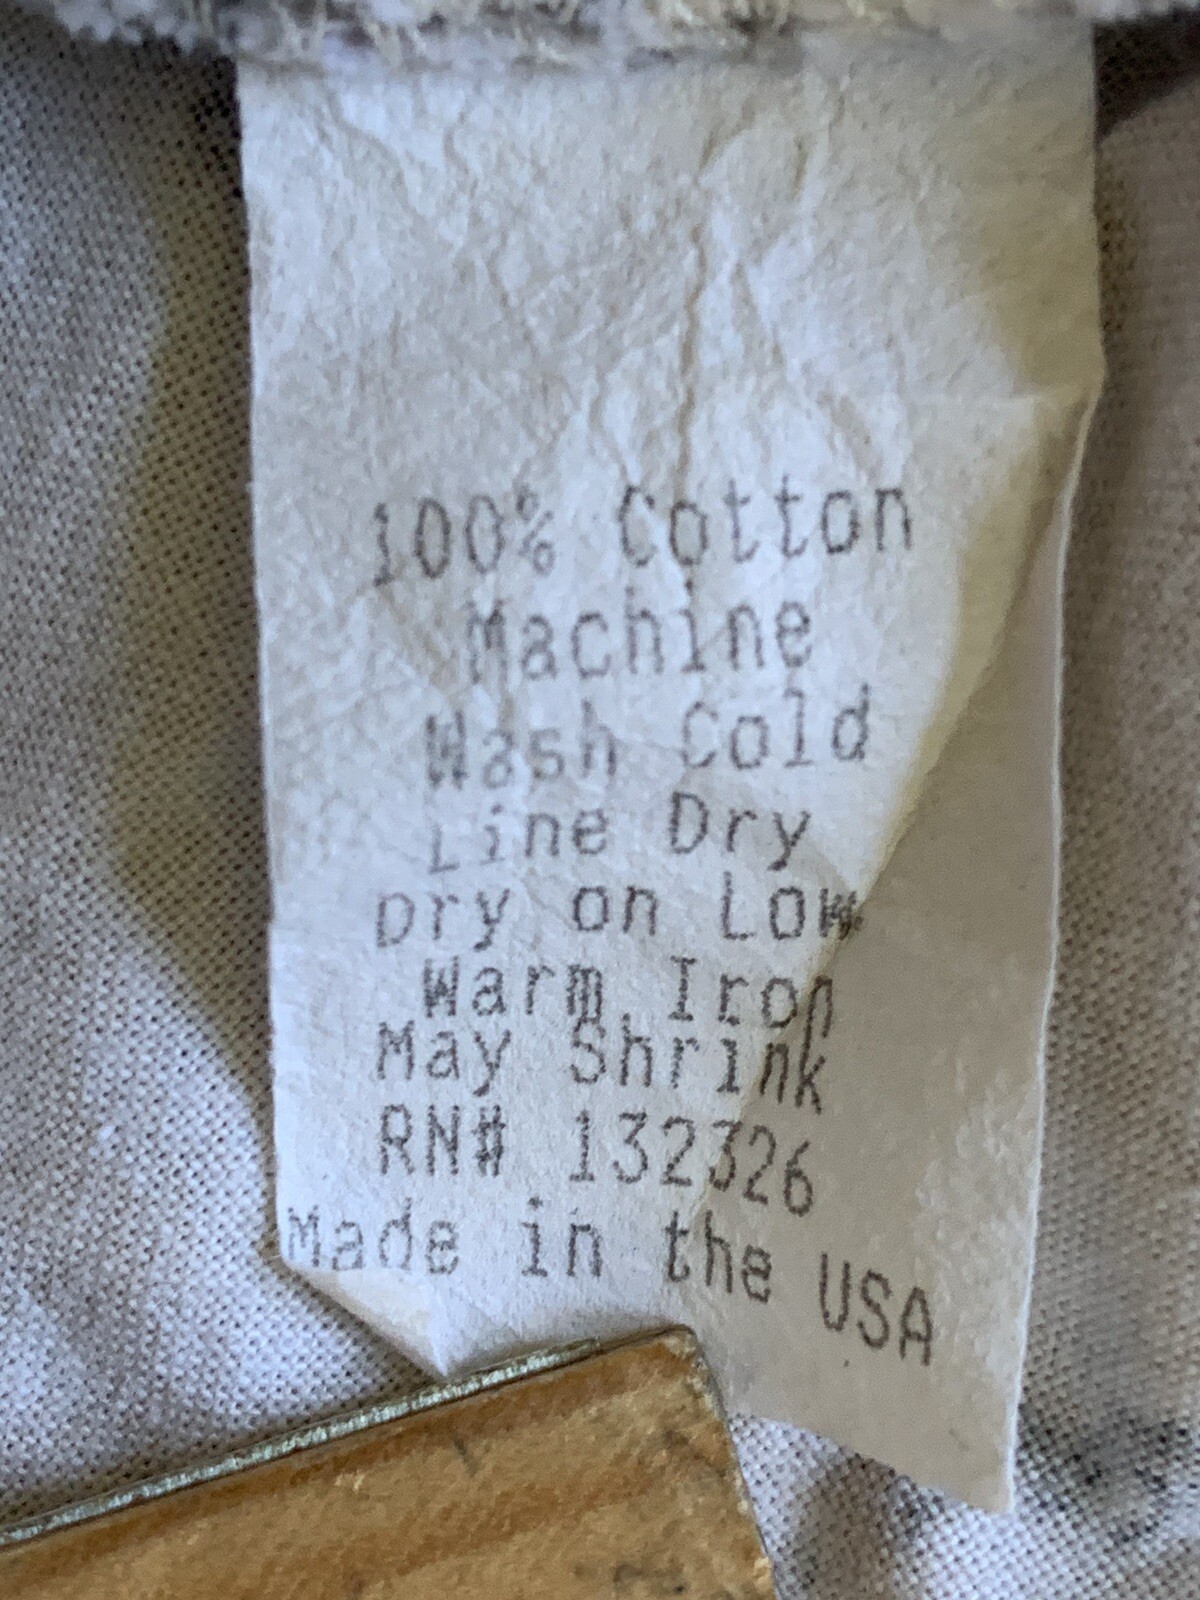 100% Cotton
Machine
Wash Cold
Line Dry
Dry on Low
Warm Iron
May Shrink
RN# 132326
Made in the USA